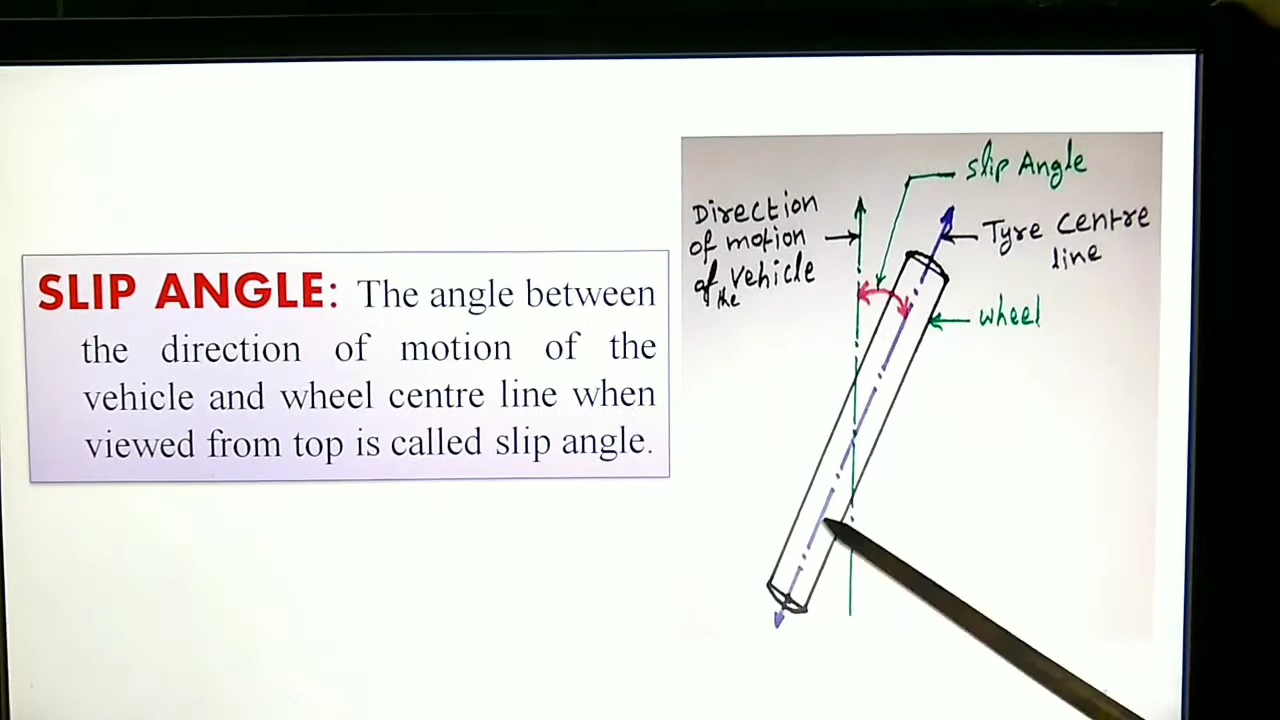 SLIP ANGLE: The angle between
the direction of motion of the
vehicle and wheel centre line when
viewed from top is called slip angle.
Slip Angle
Direction
of motion
of the vehicle
Tyre Centre
line
wheel